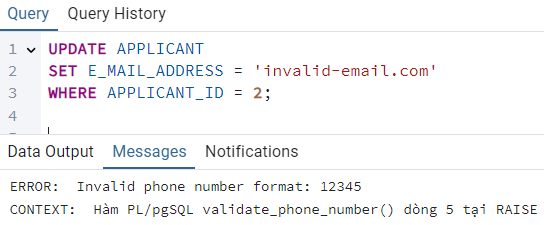 Query Query History
1 UPDATE APPLICANT
2 SET E_MAIL_ADDRESS = 'invalid-email.com'
3 WHERE APPLICANT_ID = 2;
4
Data Output Messages Notifications
ERROR: Invalid phone number format: 12345
CONTEXT: Hàm PL/pgSQL validate_phone_number() dòng 5 tại RAISE